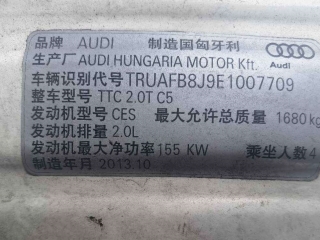 品牌 AUDI 制造国匈牙利
生产厂 AUDI HUNGARIA MOTOR Kft. Audi
车辆识别代号 TRUAFB8J9E1007709
整车型号 TTC 2.0T C5
发动机型号 CES 最大允许总质量 1680kg
发动机排量 2.0L
发动机最大净功率 155 KW 乘坐人数 4
制造年月 2013.10